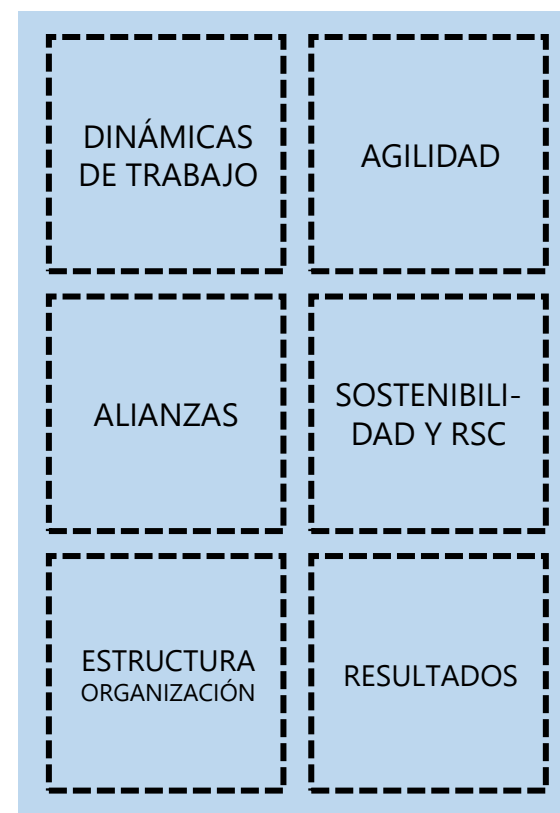 DINÁMICAS
DE TRABAJO
AGILIDAD
ALIANZAS
SOSTENIBILI-
DAD Y RSC
ESTRUCTURA
ORGANIZACIÓN
RESULTADOS